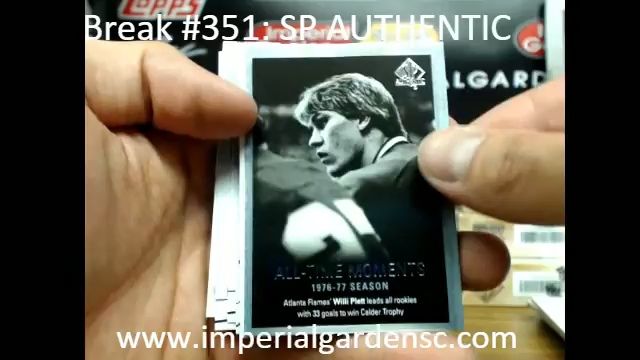 Topps
Break #351: SP AUTHENTIC
Imperial
G
ALGARD
ALL-TIME MOMENTS
1976-77 SEASON
Atlanta Flames' Willi Plett leads all rookies
with 33 goals to win Calder Trophy
www.imperialgardensc.com